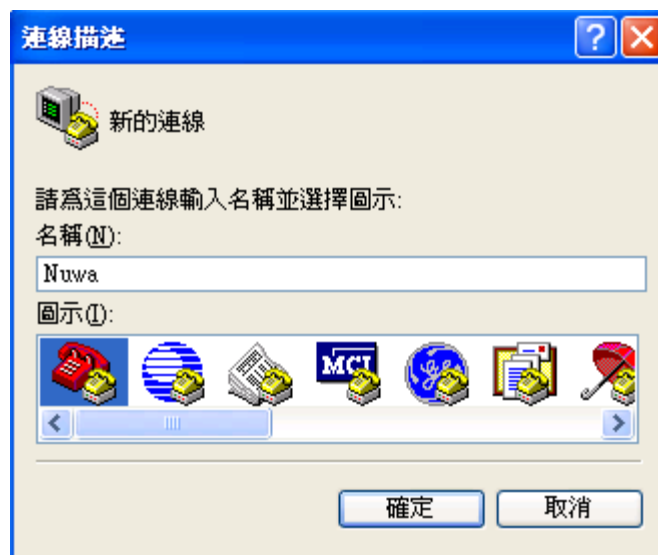 連線描述
新的連線
請為這個連線輸入名稱並選擇圖示:
名稱(N):
Nuwa
圖示(I):
MCI
確定
取消